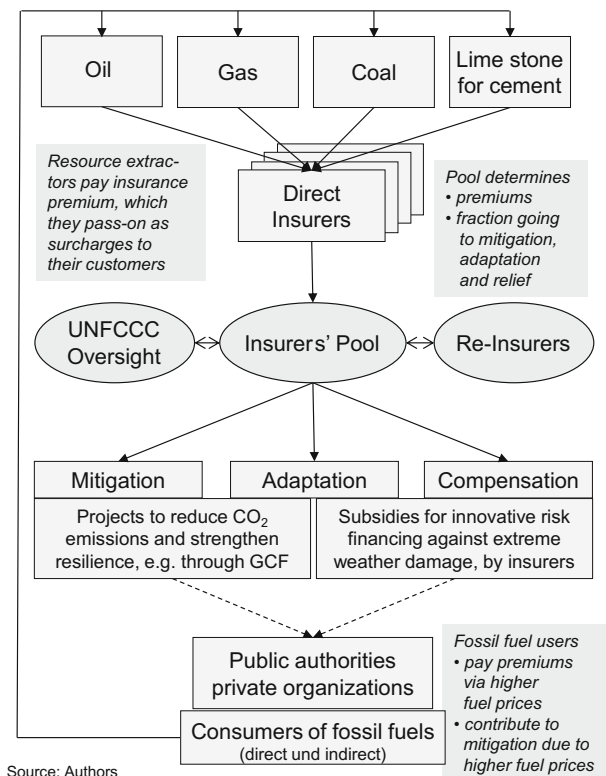 Oil
Gas
Coal
Lime stone
for cement
Resource extrac-
tors pay insurance
premium, which
they pass-on as
surcharges to
their customers
Direct
Insurers
Pool determines
• premiums
• fraction going
to mitigation,
adaptation
and relief
UNFCCC
Oversight
Insurers' Pool
Re-Insurers
Mitigation
Adaptation
Compensation
Projects to reduce CO₂
emissions and strengthen
resilience, e.g. through GCF
Subsidies for innovative risk
financing against extreme
weather damage, by insurers
Public authorities
private organizations
Consumers of fossil fuels
(direct und indirect)
Fossil fuel users
• pay premiums
via higher
fuel prices
• contribute to
mitigation due to
higher fuel prices
Source: Authors